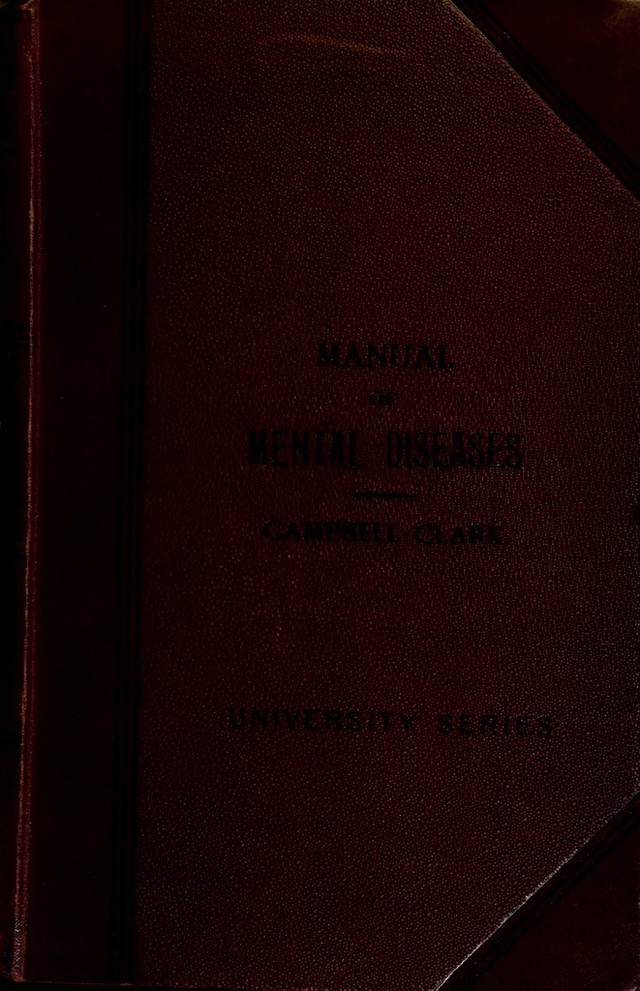 MANUAL
OF
MENTAL DISEASES
CAMPBELL CLARK
UNIVERSITY SERIES